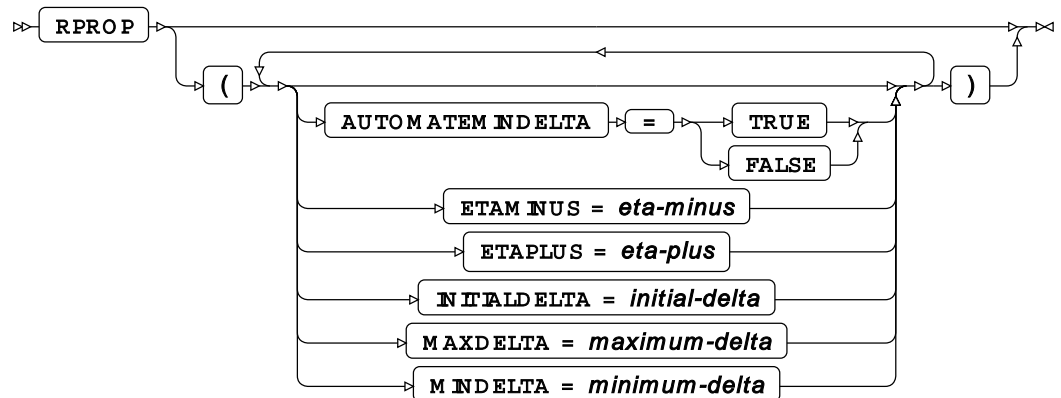 RPROP
( )
AUTOMATEMINDELTA = TRUE
FALSE
ETAMINUS = eta-minus
ETAPLUS = eta-plus
INITIALDELTA = initial-delta
MAXDELTA = maximum-delta
MINDELTA = minimum-delta